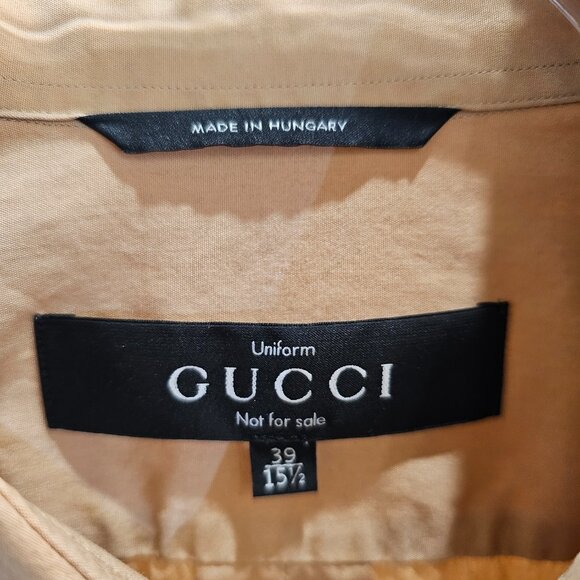 MADE IN HUNGARY
Uniform
GUCCI
Not for sale
39
15½